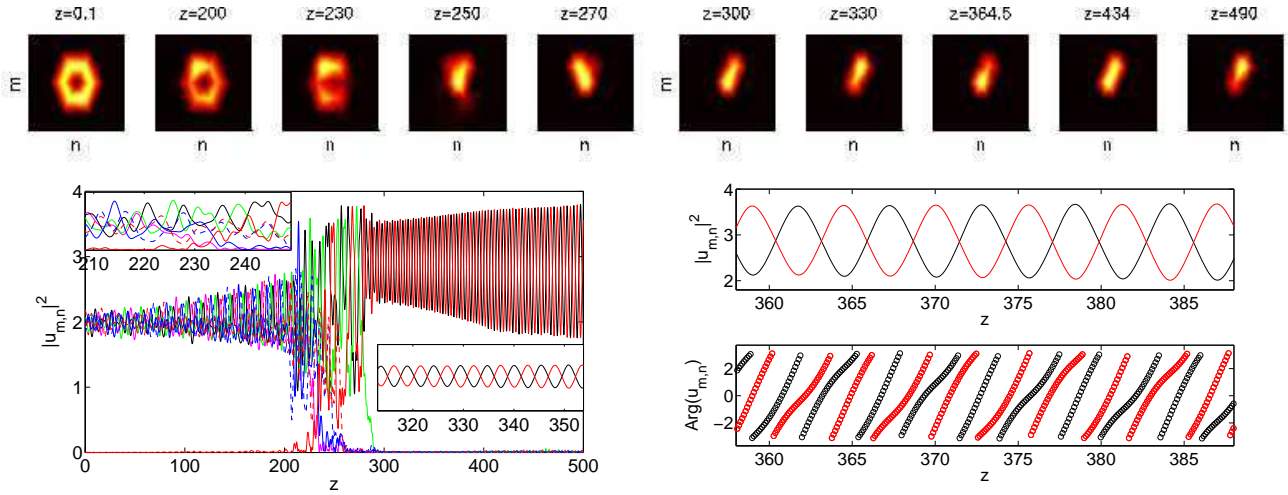 z=0.1 z=200 z=230 z=250 z=270 z=300 z=330 z=364.5 z=434 z=490
m m
n n n n n n n n n n
4
3
2
1
0
|u_{m,n}|^2
210 220 230 240
320 330 340 350
0 100 200 300 400 500
z
4
3
2
|u_{m,n}|^2
360 365 370 375 380 385
z
2
0
−2
Arg(u_{m,n})
360 365 370 375 380 385
z